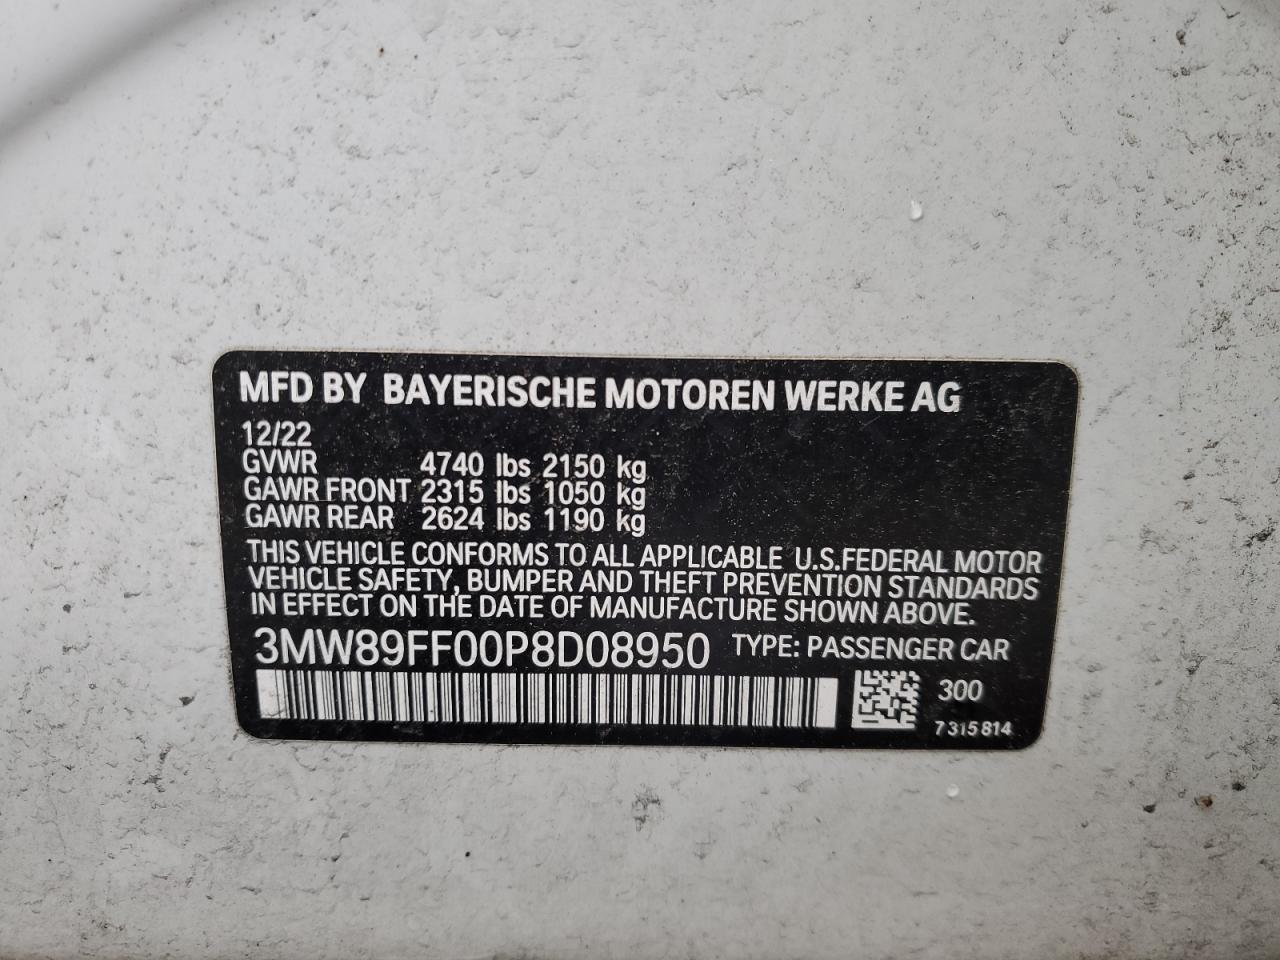 MFD BY BAYERISCHE MOTOREN WERKE AG
12/22
GVWR 4740 lbs 2150 kg
GAWR FRONT 2315 lbs 1050 kg
GAWR REAR 2624 lbs 1190 kg
THIS VEHICLE CONFORMS TO ALL APPLICABLE U.S.FEDERAL MOTOR
VEHICLE SAFETY, BUMPER AND THEFT PREVENTION STANDARDS
IN EFFECT ON THE DATE OF MANUFACTURE SHOWN ABOVE.
3MW89FF00P8D08950 TYPE: PASSENGER CAR
300
7315814